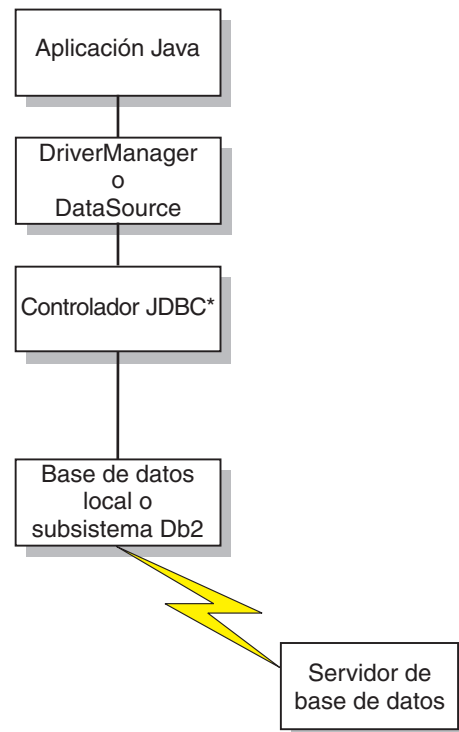 Aplicación Java
DriverManager
o
DataSource
Controlador JDBC*
Base de datos
local o
subsistema Db2
Servidor de
base de datos